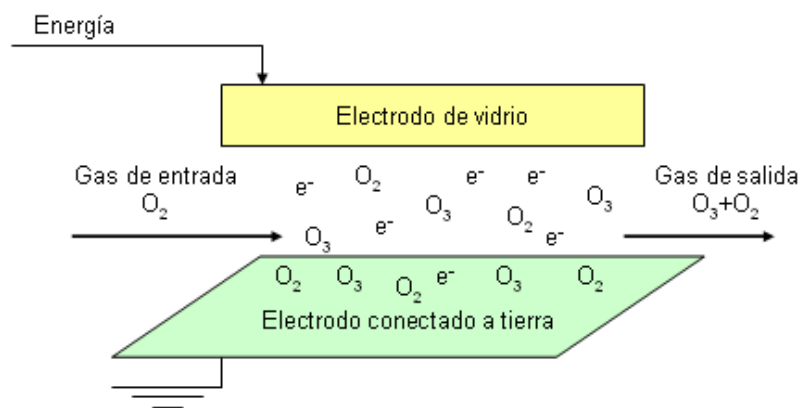 Energía
Electrodo de vidrio
Gas de entrada
O₂
Gas de salida
O₃+O₂
e⁻ O₂ e⁻ e⁻
O₃ O₃
e⁻ O₂
O₃ e⁻
O₂ O₃ O₂ e⁻ O₃ O₂
Electrodo conectado a tierra